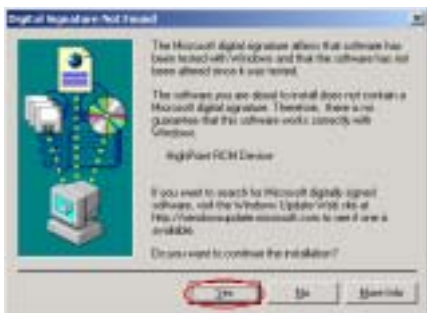 Digital Signature Not Found
The Microsoft digital signature affirms that software has
been tested with Windows and that the software has not
been altered since it was tested.
The software you are about to install does not contain a
Microsoft digital signature. Therefore, there is no
guarantee that this software works correctly with
Windows.
HighPoint RCM Device
If you want to search for Microsoft digitally signed
software, visit the Windows Update Web site at
http://windowsupdate.microsoft.com to see if one is
available.
Do you want to continue the installation?
Yes
No
More Info